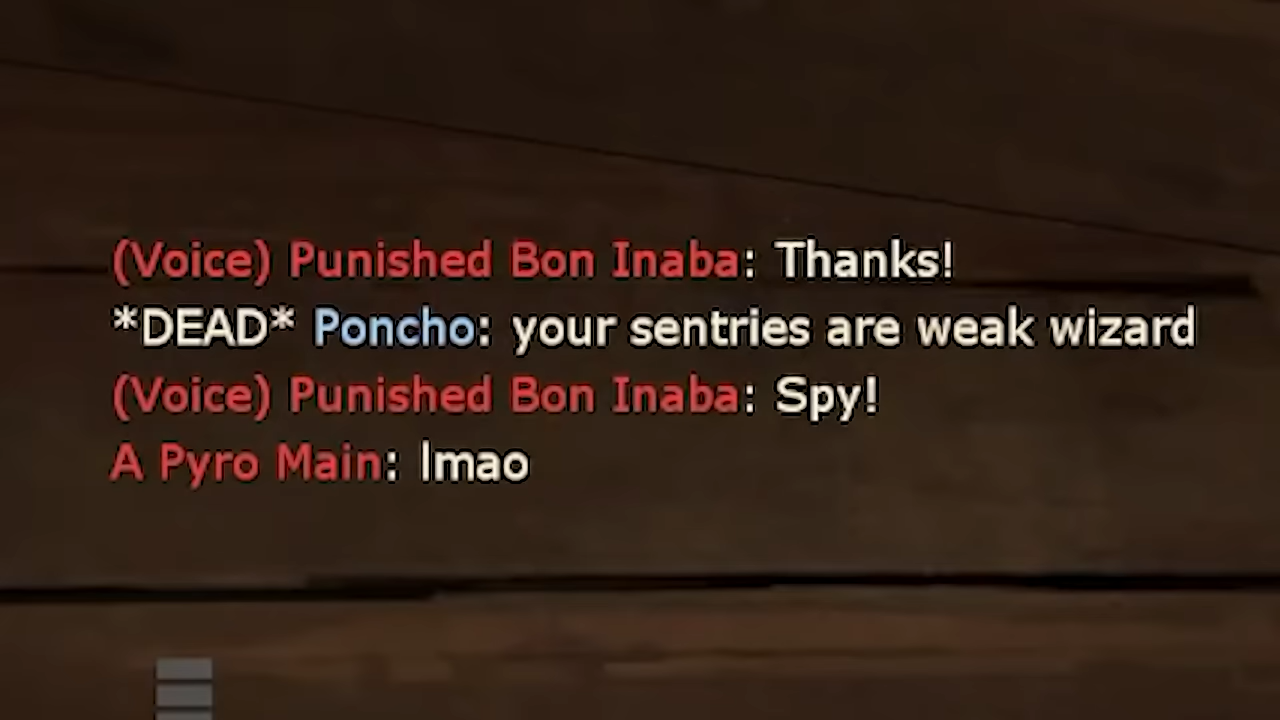 (Voice) Punished Bon Inaba: Thanks!
*DEAD* Poncho: your sentries are weak wizard
(Voice) Punished Bon Inaba: Spy!
A Pyro Main: lmao